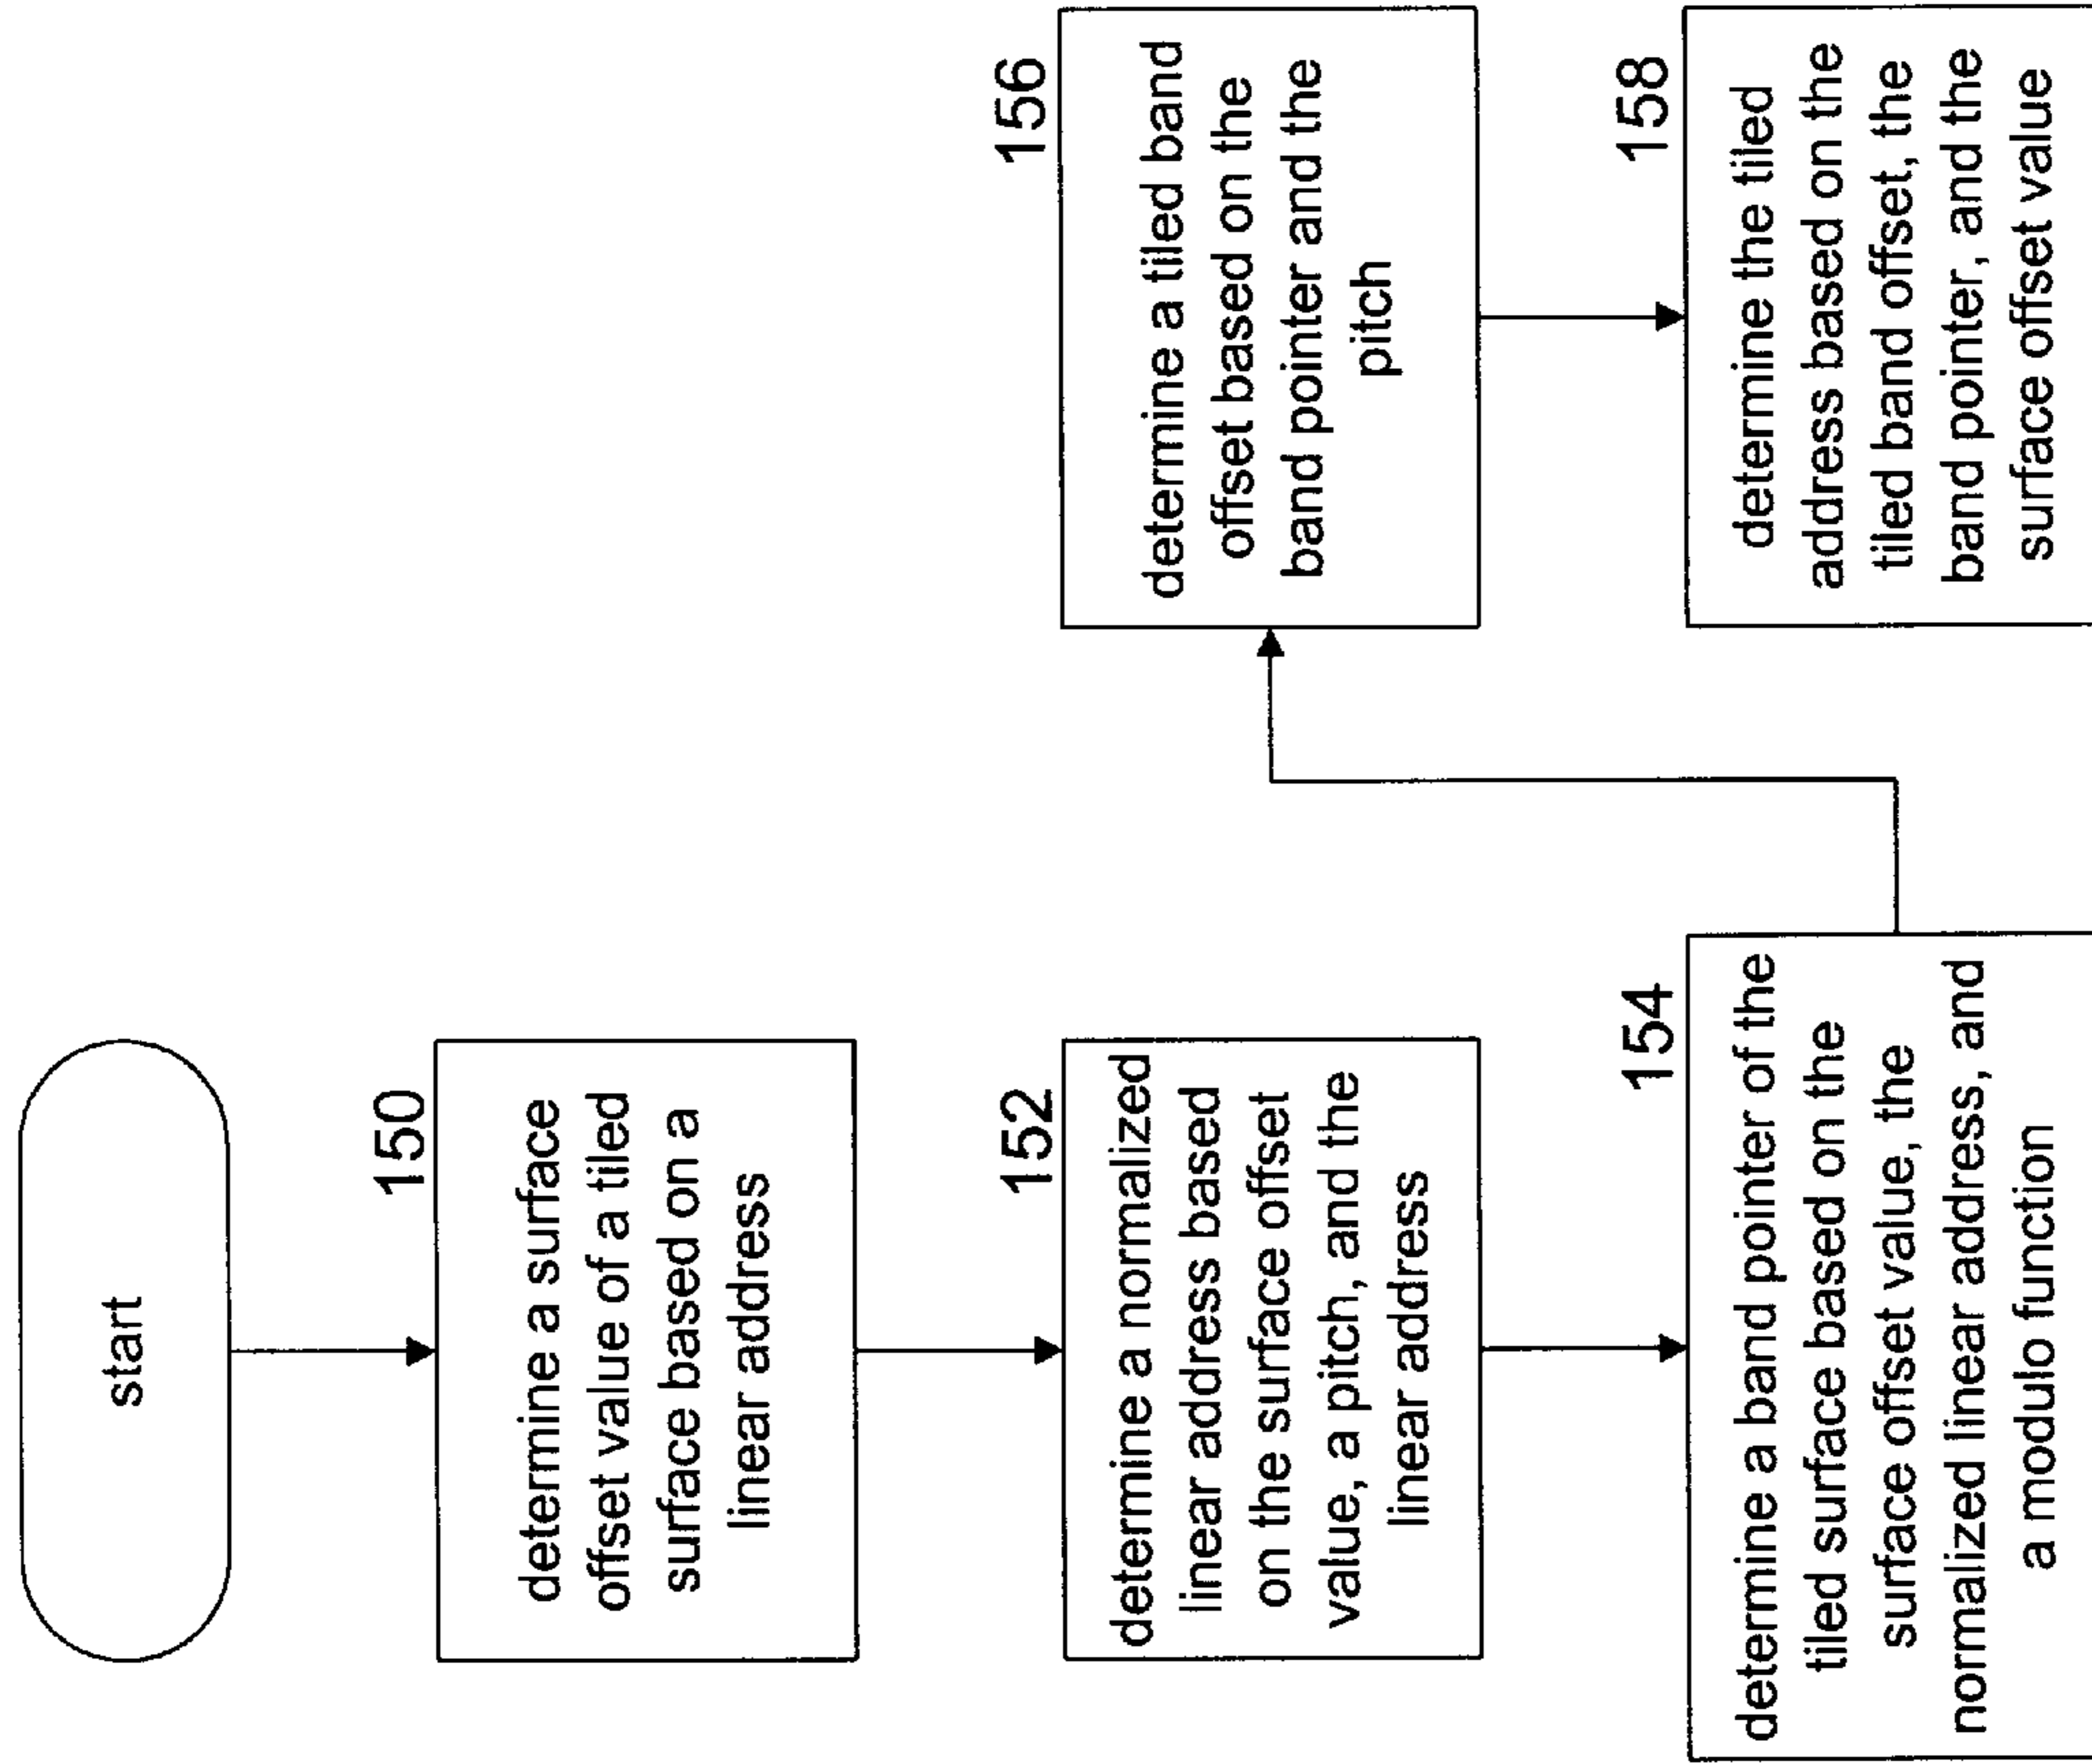 start
150
determine a surface
offset value of a tiled
surface based on a
linear address
152
determine a normalized
linear address based
on the surface offset
value, a pitch, and the
linear address
154
determine a band pointer of the
tiled surface based on the
surface offset value, the
normalized linear address, and
a modulo function
156
determine a tiled band
offset based on the
band pointer and the
pitch
158
determine the tiled
address based on the
tiled band offset, the
band pointer, and the
surface offset value